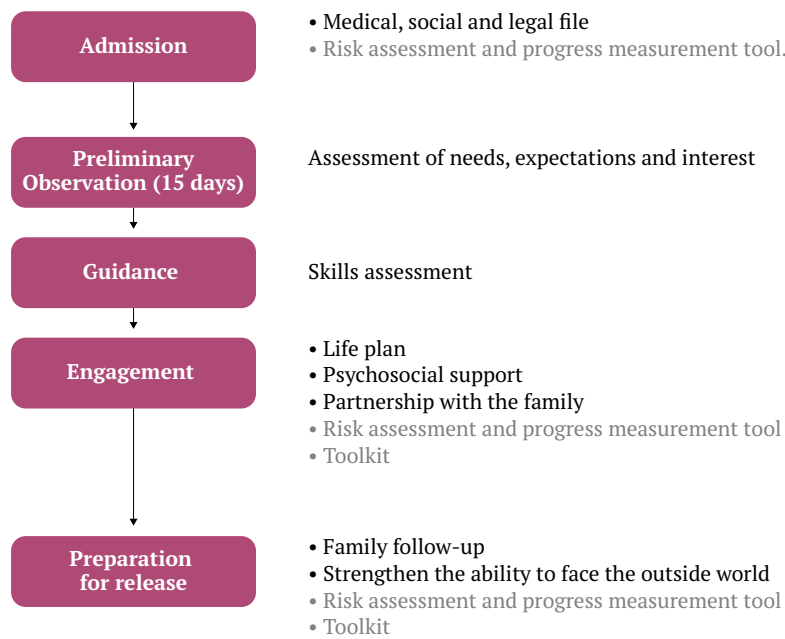 Admission
• Medical, social and legal file
• Risk assessment and progress measurement tool.
Preliminary
Observation (15 days)
Assessment of needs, expectations and interest
Guidance
Skills assessment
Engagement
• Life plan
• Psychosocial support
• Partnership with the family
• Risk assessment and progress measurement tool
• Toolkit
Preparation
for release
• Family follow-up
• Strengthen the ability to face the outside world
• Risk assessment and progress measurement tool
• Toolkit